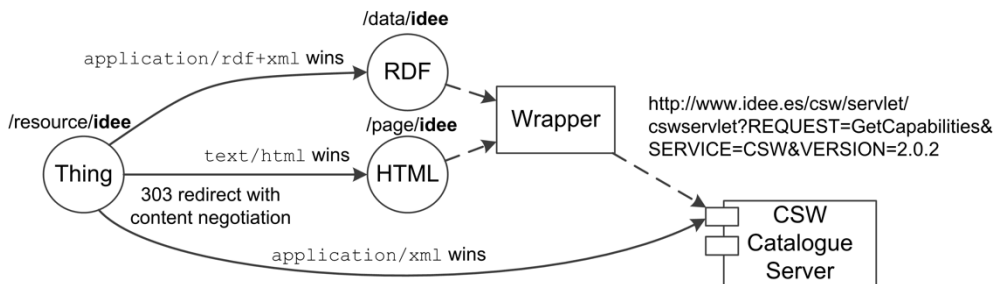 /data/idee
application/rdf+xml wins
RDF
/resource/idee
Thing
/page/idee
text/html wins
HTML
303 redirect with
content negotiation
Wrapper
http://www.idee.es/csw/servlet/
cswservlet?REQUEST=GetCapabilities&
SERVICE=CSW&VERSION=2.0.2
application/xml wins
CSW
Catalogue
Server